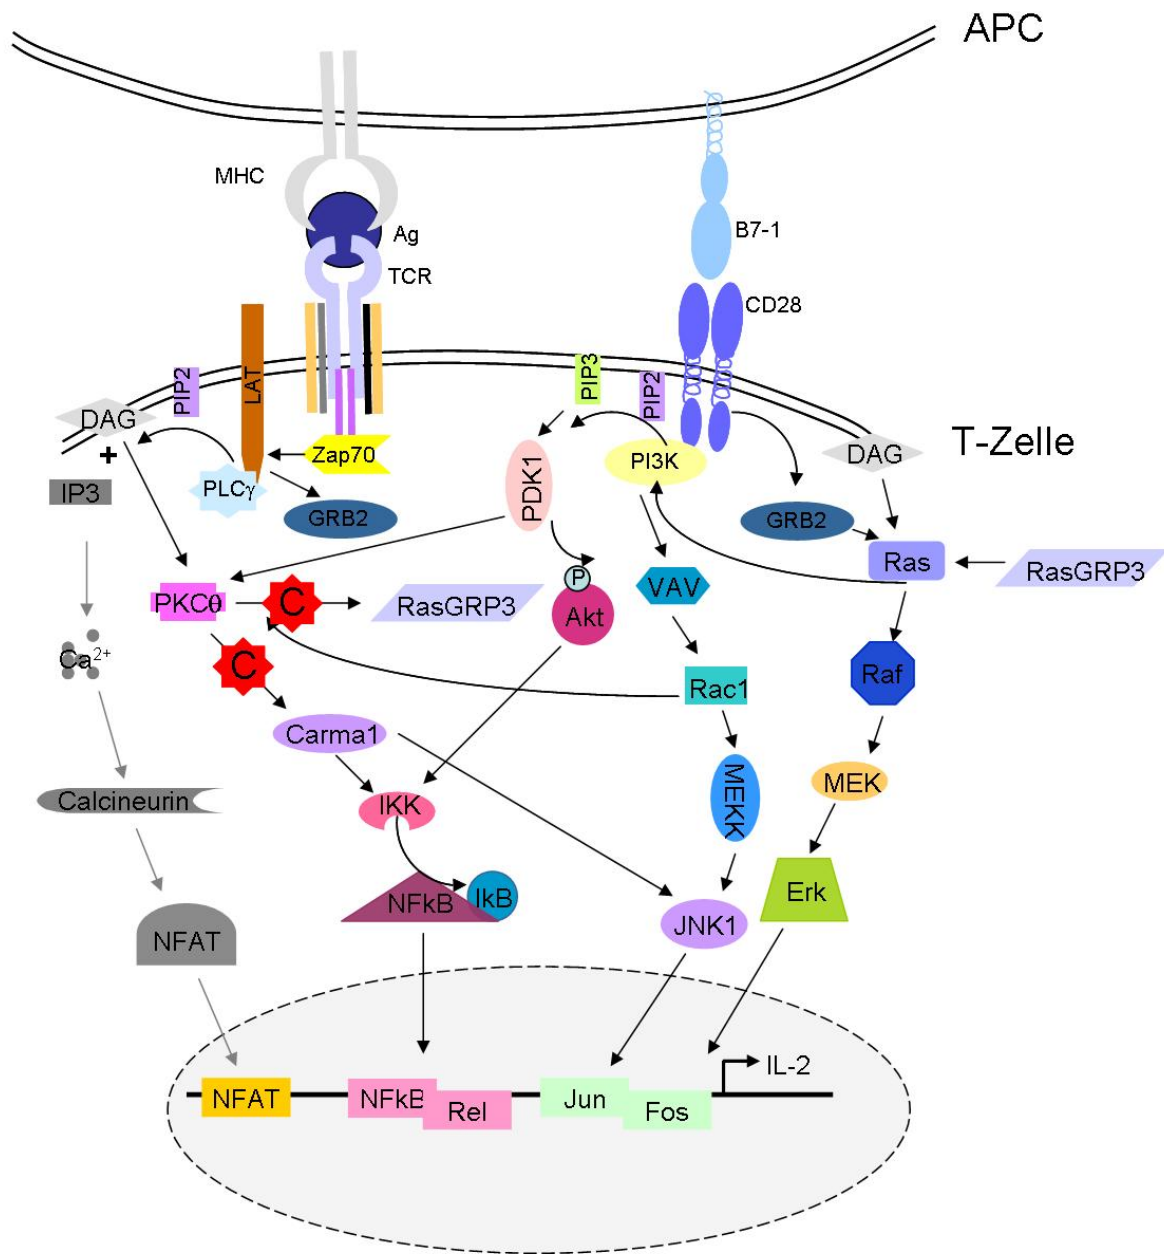 APC
MHC
Ag
TCR
B7-1
CD28
LAT
PIP2
PIP3
PIP2
DAG
+
IP3
PLCγ
Zap70
GRB2
PDK1
PI3K
DAG
T-Zelle
GRB2
Ras
RasGRP3
PKCθ
C
RasGRP3
P
Akt
VAV
C
Ca2+
Rac1
Raf
Carma1
Calcineurin
IKK
MEKK
MEK
NFkB
IkB
Erk
NFAT
JNK1
IL-2
NFAT
NFkB
Rel
Jun
Fos